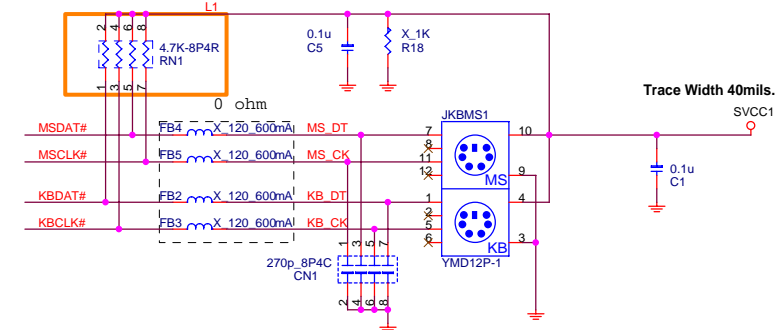 L1
2
4
6
8
4.7K-8P4R
RN1
1
3
5
7
0.1u
C5
X_1K
R18
Trace Width 40mils.
SVCC1
0.1u
C1
0 ohm
JKBMS1
MSDAT#
FB4
X_120_600mA
MS_DT
7
10
8
MSCLK#
FB5
X_120_600mA
MS_CK
11
12
MS
9
KBDAT#
FB2
X_120_600mA
KB_DT
1
4
2
KBCLK#
FB3
X_120_600mA
KB_CK
5
6
KB
3
YMD12P-1
1
3
5
7
270p_8P4C
CN1
2
4
6
8